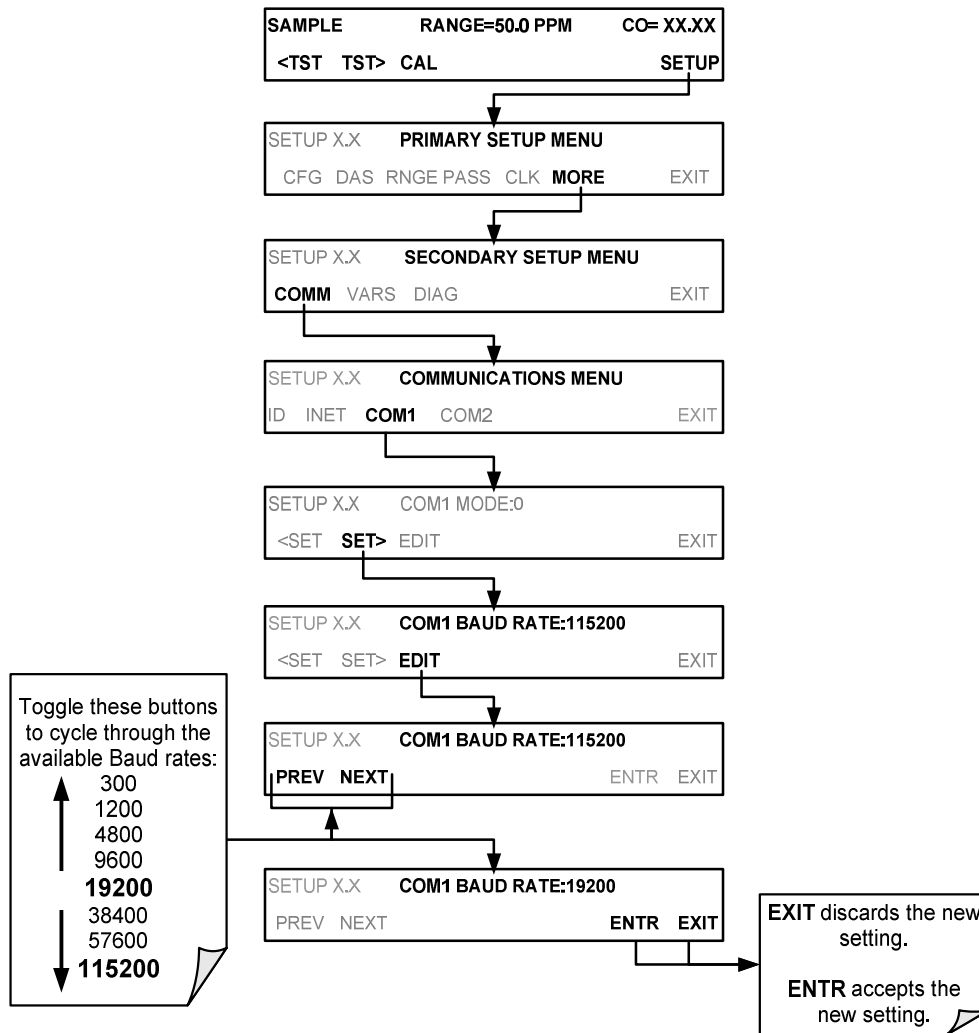 SAMPLE RANGE=50.0 PPM CO= XX.XX
<TST TST> CAL SETUP
SETUP X.X PRIMARY SETUP MENU
CFG DAS RNGE PASS CLK MORE EXIT
SETUP X.X SECONDARY SETUP MENU
COMM VARS DIAG EXIT
SETUP X.X COMMUNICATIONS MENU
ID INET COM1 COM2 EXIT
SETUP X.X COM1 MODE:0
<SET SET> EDIT EXIT
SETUP X.X COM1 BAUD RATE:115200
<SET SET> EDIT EXIT
SETUP X.X COM1 BAUD RATE:115200
PREV NEXT ENTR EXIT
Toggle these buttons
to cycle through the
available Baud rates:
300
1200
4800
9600
19200
38400
57600
115200
SETUP X.X COM1 BAUD RATE:19200
PREV NEXT ENTR EXIT
EXIT discards the new
setting.
ENTR accepts the
new setting.